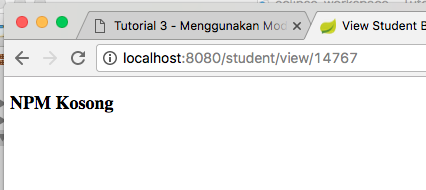 Tutorial 3 - Menggunakan Mod
View Student B
localhost:8080/student/view/14767
NPM Kosong